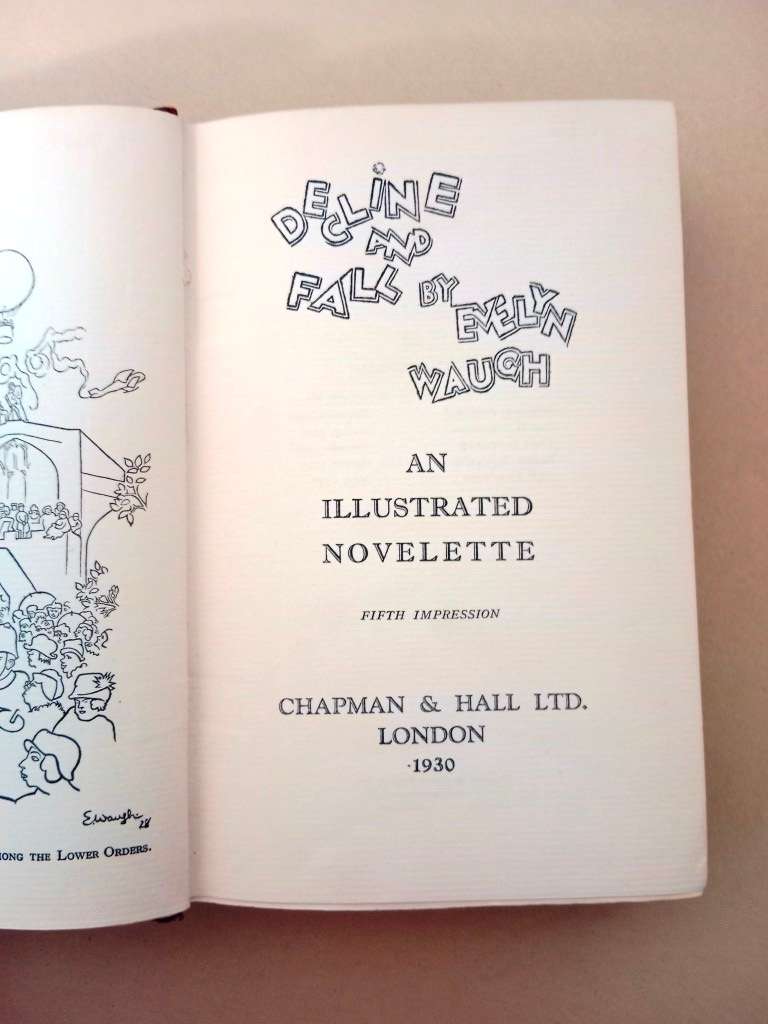 E. Waugh
28
AMONG THE LOWER ORDERS.
DECLINE
AND
FALL BY EVELYN
WAUGH
AN
ILLUSTRATED
NOVELETTE
FIFTH IMPRESSION
CHAPMAN & HALL LTD.
LONDON
1930